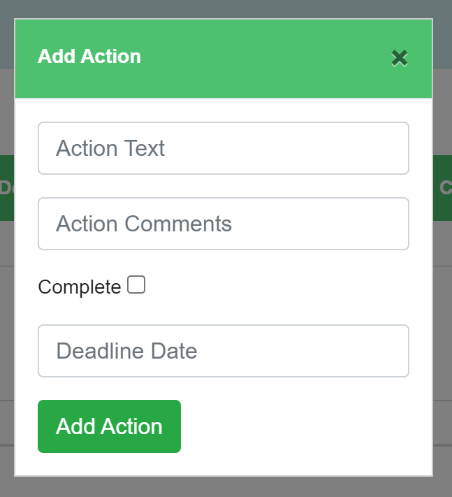 Add Action ×
Action Text
Action Comments
Complete
Deadline Date
Add Action